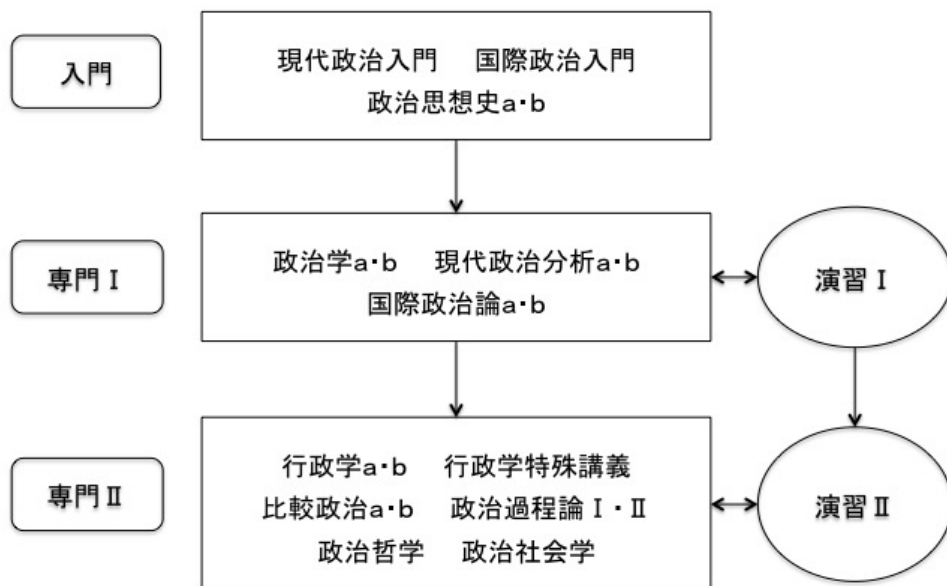 入門
現代政治入門　国際政治入門
政治思想史a・b
専門Ⅰ
政治学a・b　現代政治分析a・b
国際政治論a・b
演習Ⅰ
専門Ⅱ
行政学a・b　行政学特殊講義
比較政治a・b　政治過程論Ⅰ・Ⅱ
政治哲学　政治社会学
演習Ⅱ